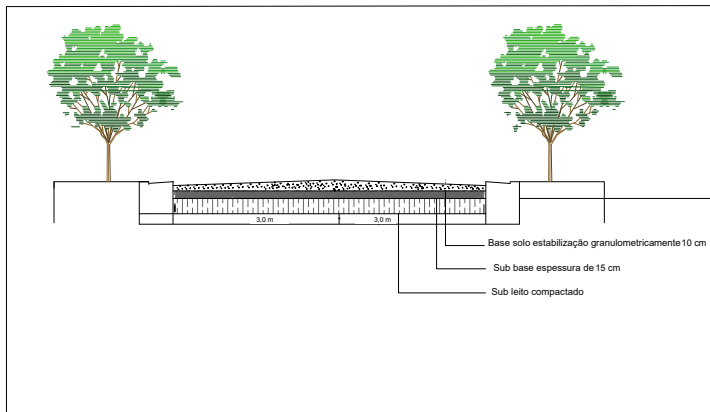 3,0 m 3,0 m
Base solo estabilização granulometricamente 10 cm
Sub base espessura de 15 cm
Sub leito compactado